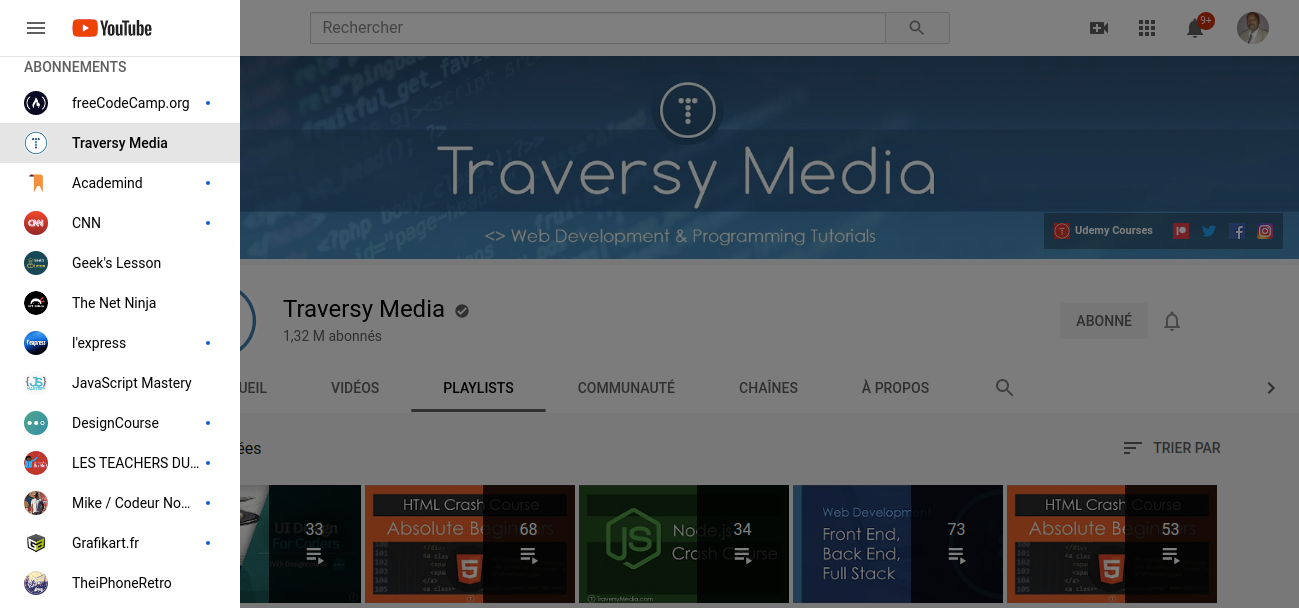 YouTube
Rechercher
9+
ABONNEMENTS
freeCodeCamp.org
Traversy Media
Academind
CNN
Geek's Lesson
The Net Ninja
l'express
JavaScript Mastery
DesignCourse
LES TEACHERS DU...
Mike / Codeur No...
Grafikart.fr
TheiPhoneRetro
Traversy Media
<> Web Development & Programming Tutorials
Udemy Courses
Traversy Media
1,32 M abonnés
ABONNÉ
UEIL
VIDÉOS
PLAYLISTS
COMMUNAUTÉ
CHAÎNES
À PROPOS
ées
TRIER PAR
UI Design
For Coders
33
HTML Crash Course
Absolute Beginners
68
Node.js
Crash Course
TraversyMedia.com
34
Web Development
Front End,
Back End,
Full Stack
73
HTML Crash Course
Absolute Beginners
53